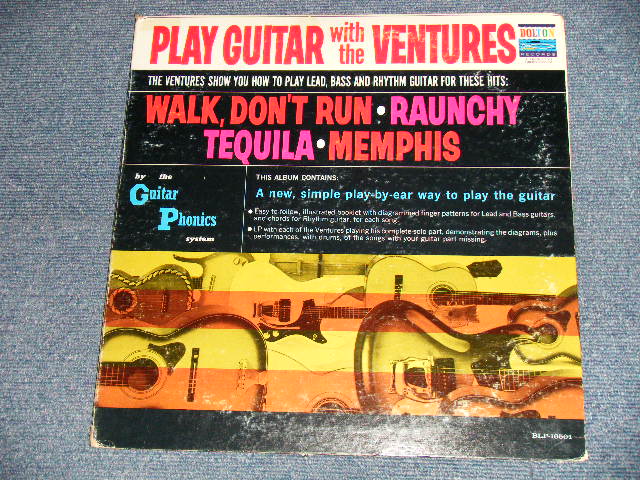 PLAY GUITAR with the VENTURES
DOLTON
RECORDS
THE VENTURES SHOW YOU HOW TO PLAY LEAD, BASS AND RHYTHM GUITAR FOR THESE HITS:
WALK, DON'T RUN • RAUNCHY
TEQUILA • MEMPHIS
by the
Guitar
Phonics
system
THIS ALBUM CONTAINS:
A new, simple play-by-ear way to play the guitar
● Easy to follow, illustrated booklet with diagrammed finger patterns for Lead and Bass guitars,
and chords for Rhythm guitar, for each song.
● LP with each of the Ventures playing his complete solo part, demonstrating the diagrams, plus
performances, with drums, of the songs with your guitar part missing.
BLP-16501